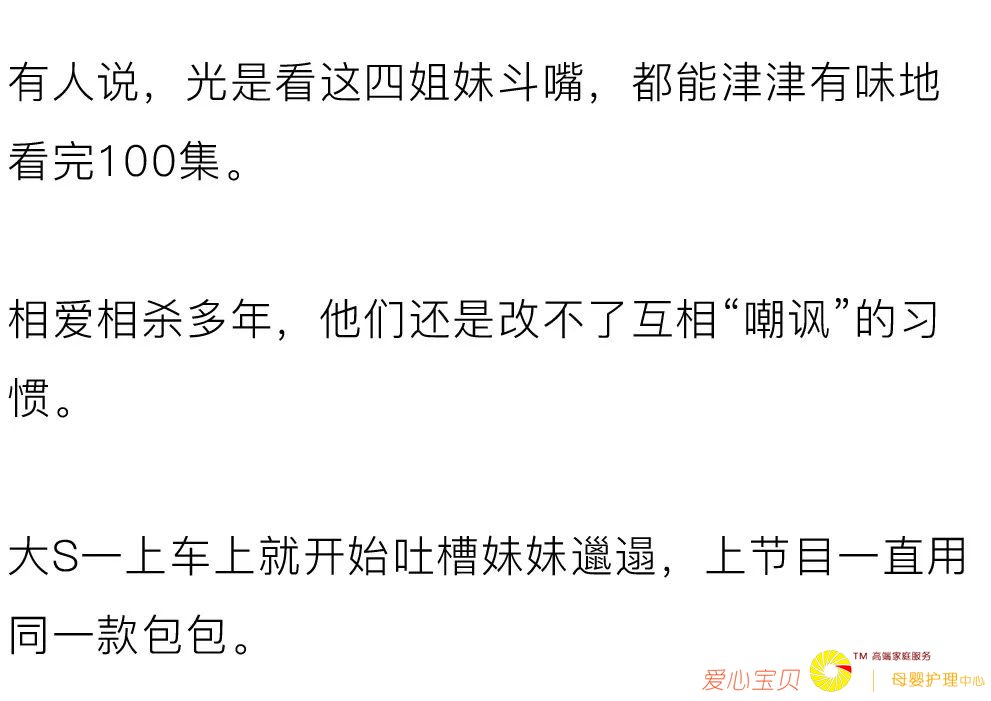 有人说，光是看这四姐妹斗嘴，都能津津有味地
看完100集。
相爱相杀多年，他们还是改不了互相“嘲讽”的习
惯。
大S一上车上就开始吐槽妹妹邋遢，上节目一直用
同一款包包。
爱心宝贝 TM 高端家庭服务
母婴护理中心